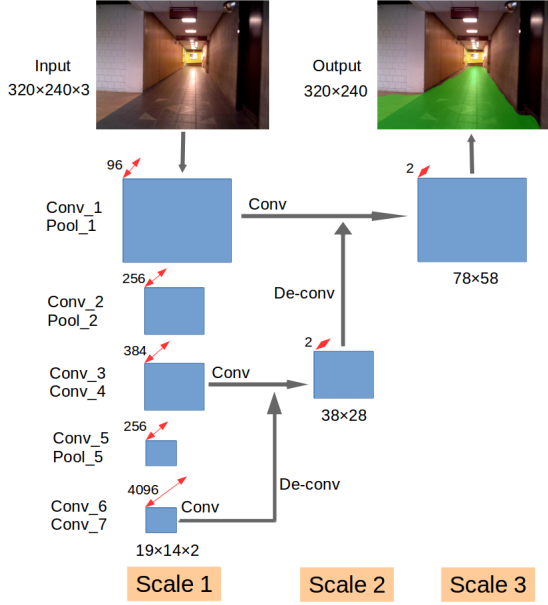 Input
320×240×3
Output
320×240
96
2
Conv_1
Pool_1
Conv
78×58
256
Conv_2
Pool_2
De-conv
384
2
Conv_3
Conv_4
Conv
38×28
256
Conv_5
Pool_5
De-conv
4096
Conv_6
Conv_7
Conv
19×14×2
Scale 1
Scale 2
Scale 3